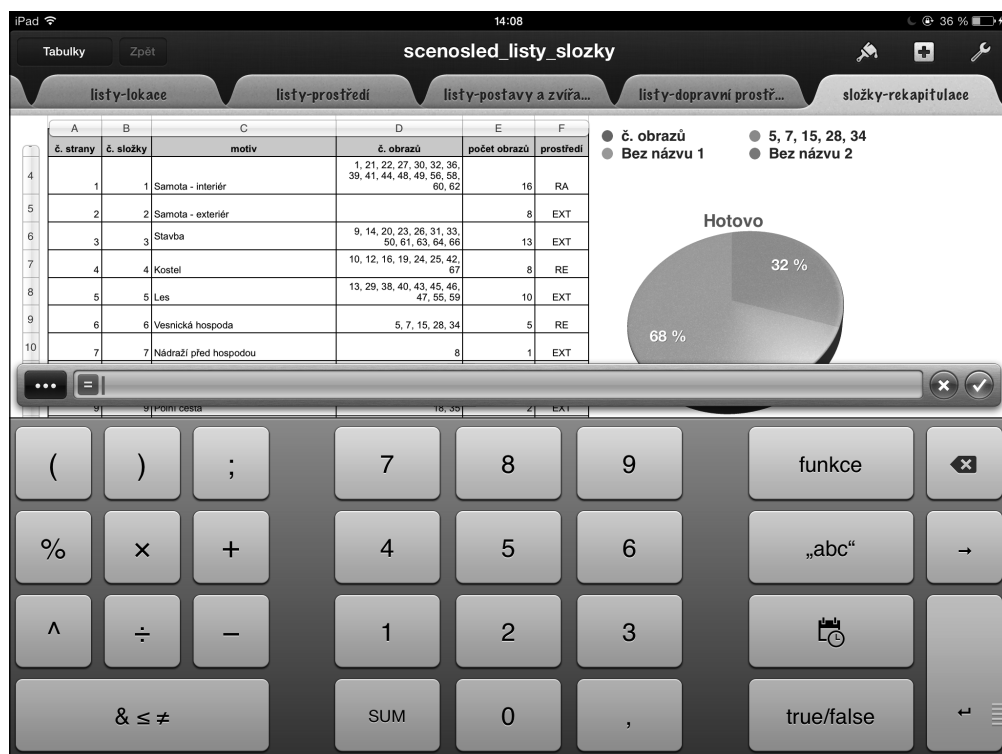 iPad 14:08 36 %
Tabulky Zpět scenosled_listy_slozky
listy-lokace listy-prostředí listy-postavy a zvířa... listy-dopravní prostř... složky-rekapitulace
A B C D E F
č. strany č. složky motiv č. obrazů počet obrazů prostředí
4 1 1 Samota - interiér 1, 21, 22, 27, 30, 32, 36, 16 RA
39, 41, 44, 48, 49, 56, 58,
60, 62
5 2 2 Samota - exteriér 8 EXT
6 3 3 Stavba 9, 14, 20, 23, 26, 31, 33, 13 EXT
50, 61, 63, 64, 66
7 4 4 Kostel 10, 12, 16, 19, 24, 25, 42, 8 RE
67
8 5 5 Les 13, 29, 38, 40, 43, 45, 46, 10 EXT
47, 55, 59
9 6 6 Vesnická hospoda 5, 7, 15, 28, 34 5 RE
10 7 7 Nádraží před hospodou 8 1 EXT
č. obrazů 5, 7, 15, 28, 34
Bez názvu 1 Bez názvu 2
Hotovo
32 %
68 %
... =
9 9 Polní cesta 18, 35 2 EXT
( ) ; 7 8 9 funkce
% × + 4 5 6 „abc“ →
^ ÷ − 1 2 3
& ≤ ≠ SUM 0 , true/false ↵